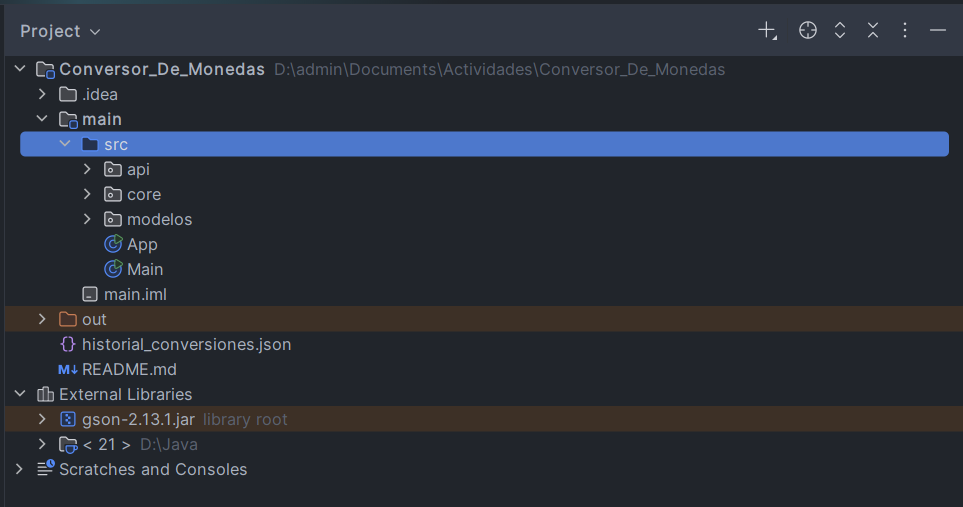 Project
Conversor_De_Monedas D:\admin\Documents\Actividades\Conversor_De_Monedas
.idea
main
src
api
core
modelos
App
Main
main.iml
out
{} historial_conversiones.json
M↓ README.md
External Libraries
gson-2.13.1.jar library root
< 21 > D:\Java
Scratches and Consoles